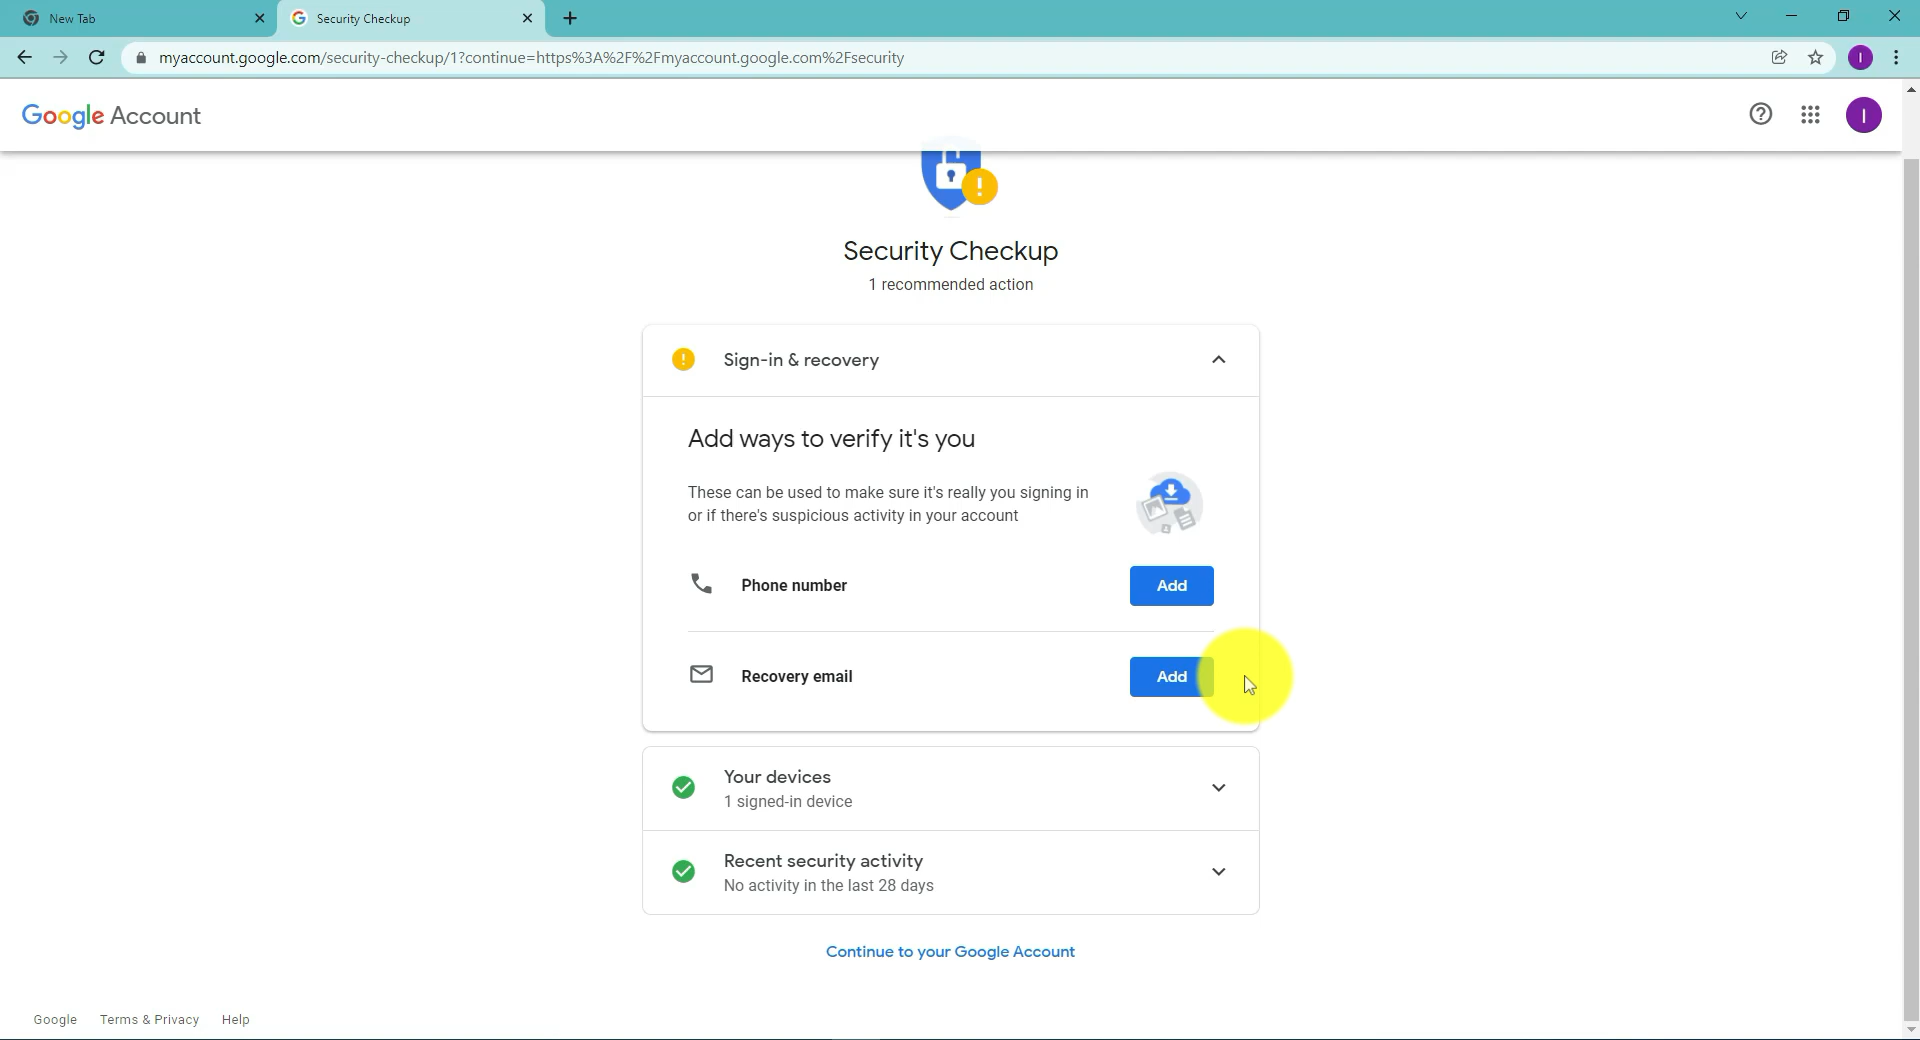 New Tab
Security Checkup
myaccount.google.com/security-checkup/1?continue=https%3A%2F%2Fmyaccount.google.com%2Fsecurity
I
Google Account
I
!
Security Checkup
1 recommended action
!
Sign-in & recovery
Add ways to verify it's you
These can be used to make sure it's really you signing in
or if there's suspicious activity in your account
Phone number
Add
Recovery email
Add
Your devices
1 signed-in device
Recent security activity
No activity in the last 28 days
Continue to your Google Account
Google Terms & Privacy Help